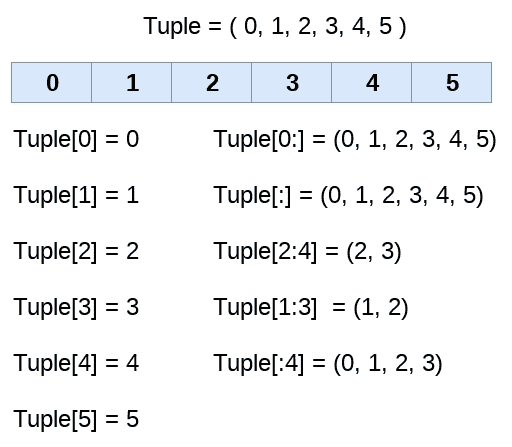 Tuple = ( 0, 1, 2, 3, 4, 5 )
0 1 2 3 4 5
Tuple[0] = 0 Tuple[0:] = (0, 1, 2, 3, 4, 5)
Tuple[1] = 1 Tuple[:] = (0, 1, 2, 3, 4, 5)
Tuple[2] = 2 Tuple[2:4] = (2, 3)
Tuple[3] = 3 Tuple[1:3]  = (1, 2)
Tuple[4] = 4 Tuple[:4] = (0, 1, 2, 3)
Tuple[5] = 5